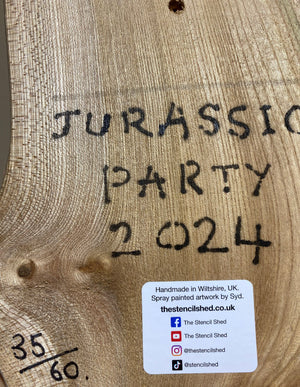 JURASSIC
PARTY
2024
Handmade in Wiltshire, UK.
Spray painted artwork by Syd.
thestencilshed.co.uk
The Stencil Shed
The Stencil Shed
@thestencilshed
@stencilshed
35/60.